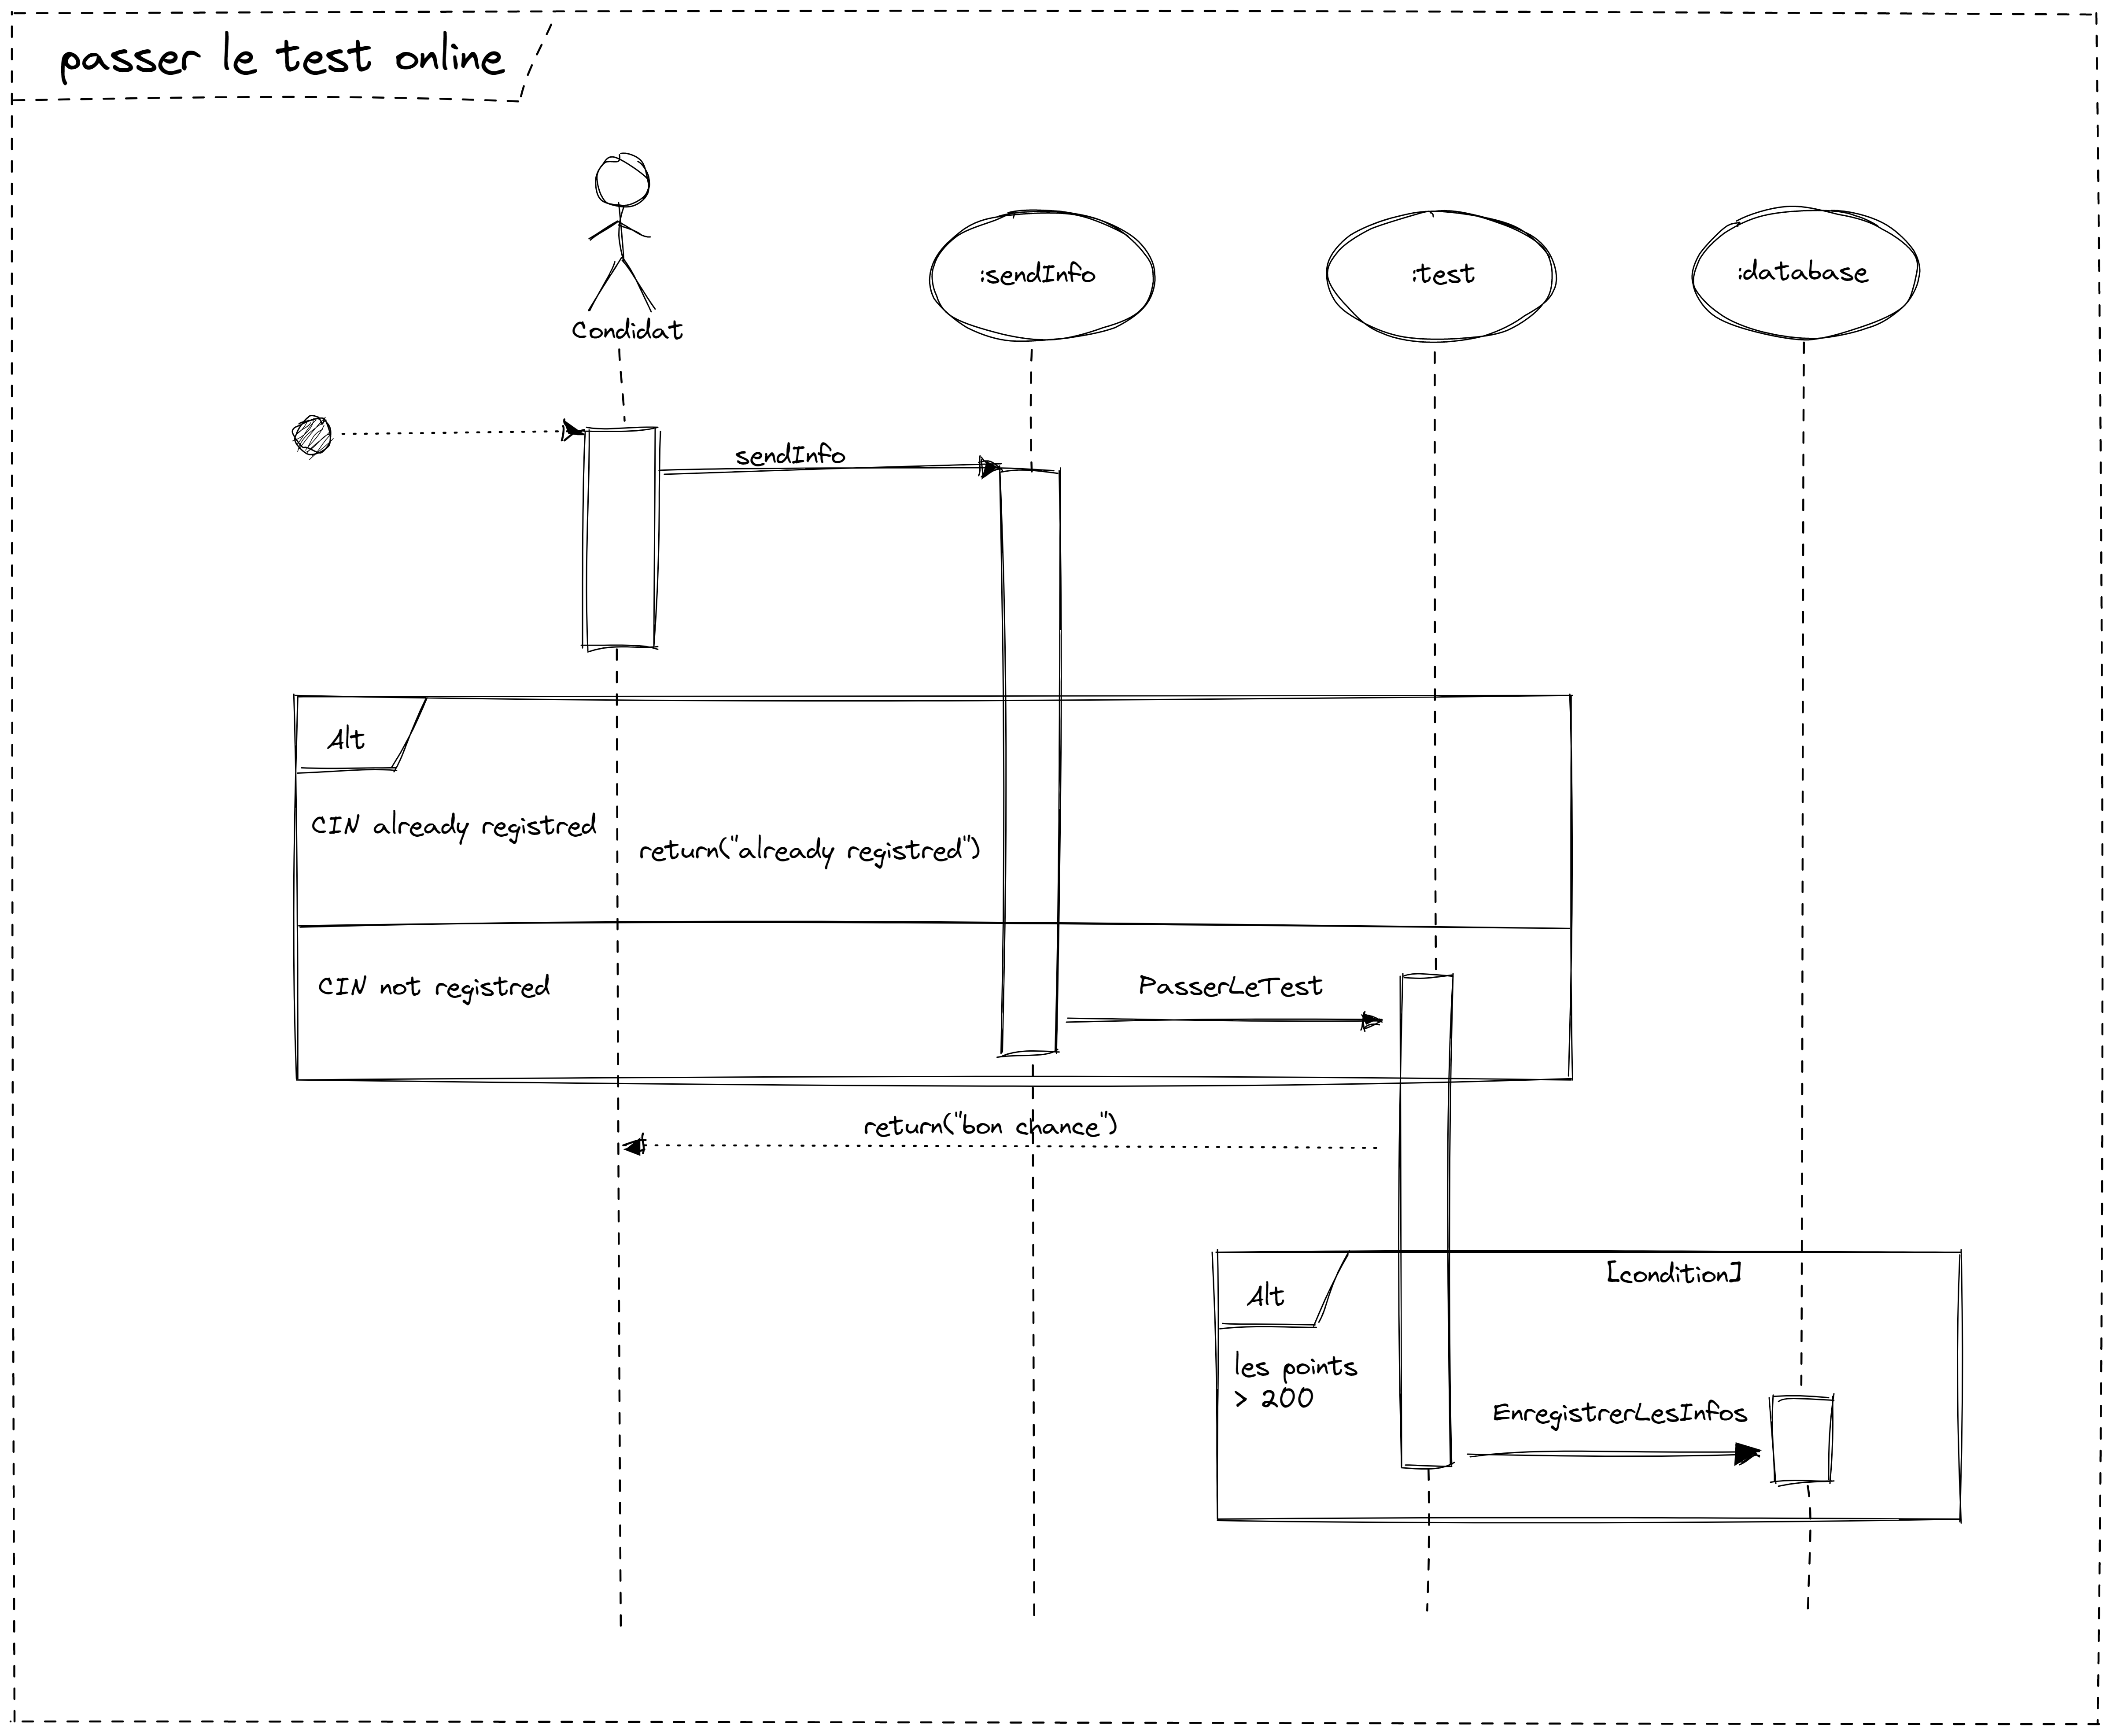 passer le test online
Condidat
:sendInfo
:test
:database
sendInfo
Alt
CIN already registred
return("already registred")
CIN not registred
PasserLeTest
return("bon chance")
Alt
[condition]
les points
> 200
EnregistrerLesInfos